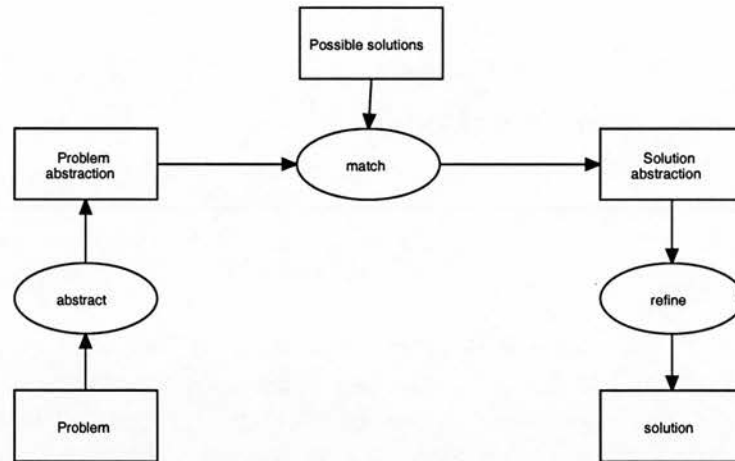 Possible solutions
Problem
abstraction
match
Solution
abstraction
abstract
refine
Problem
solution